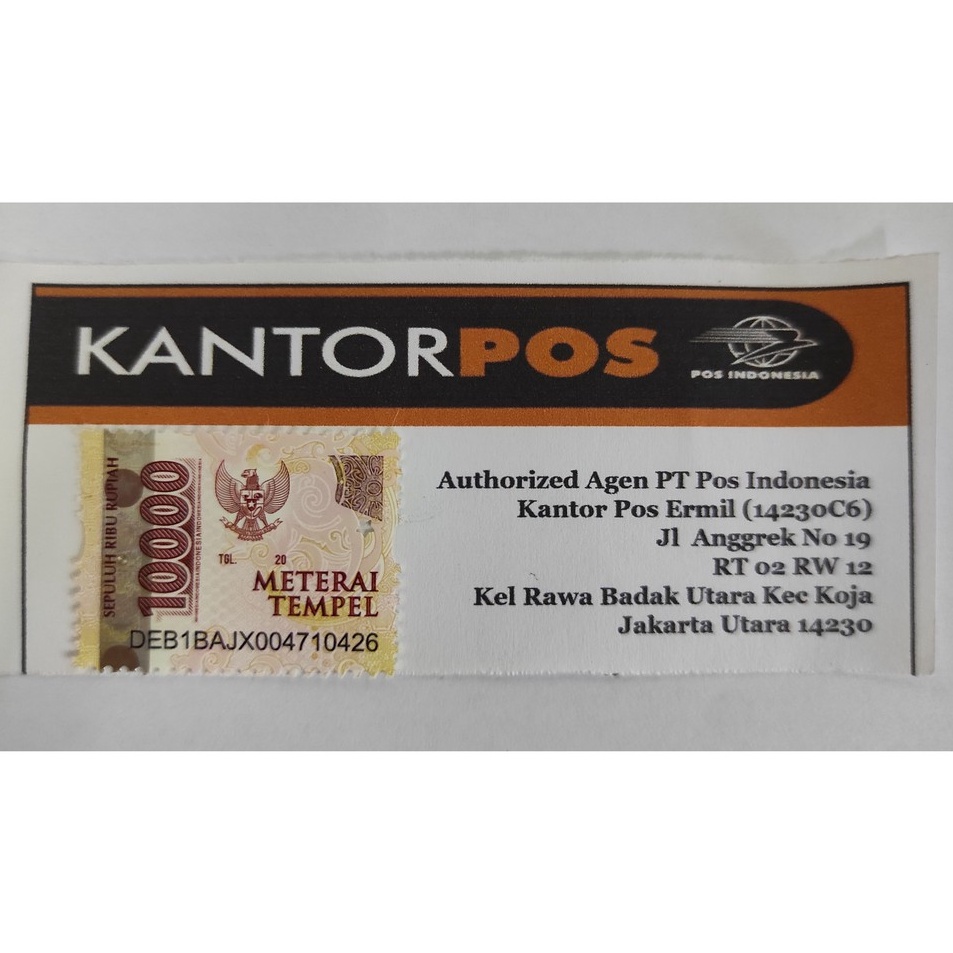 KANTORPOS
POS INDONESIA
SEPULUH RIBU RUPIAH
10000
TGL. 20
METERAI
TEMPEL
DEB1BAJX004710426
Authorized Agen PT Pos Indonesia
Kantor Pos Ermil (14230C6)
Jl Anggrek No 19
RT 02 RW 12
Kel Rawa Badak Utara Kec Koja
Jakarta Utara 14230